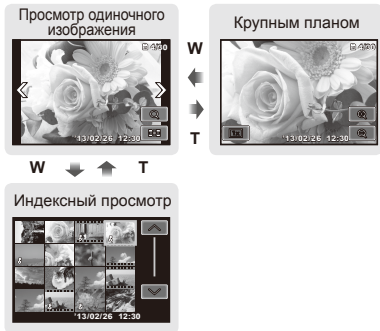 Просмотр одиночного
изображения
4/30
'13/02/26 12:30
W
T
Крупным планом
4/30
'13/02/26 12:30
W T
Индексный просмотр
'13/02/26 12:30